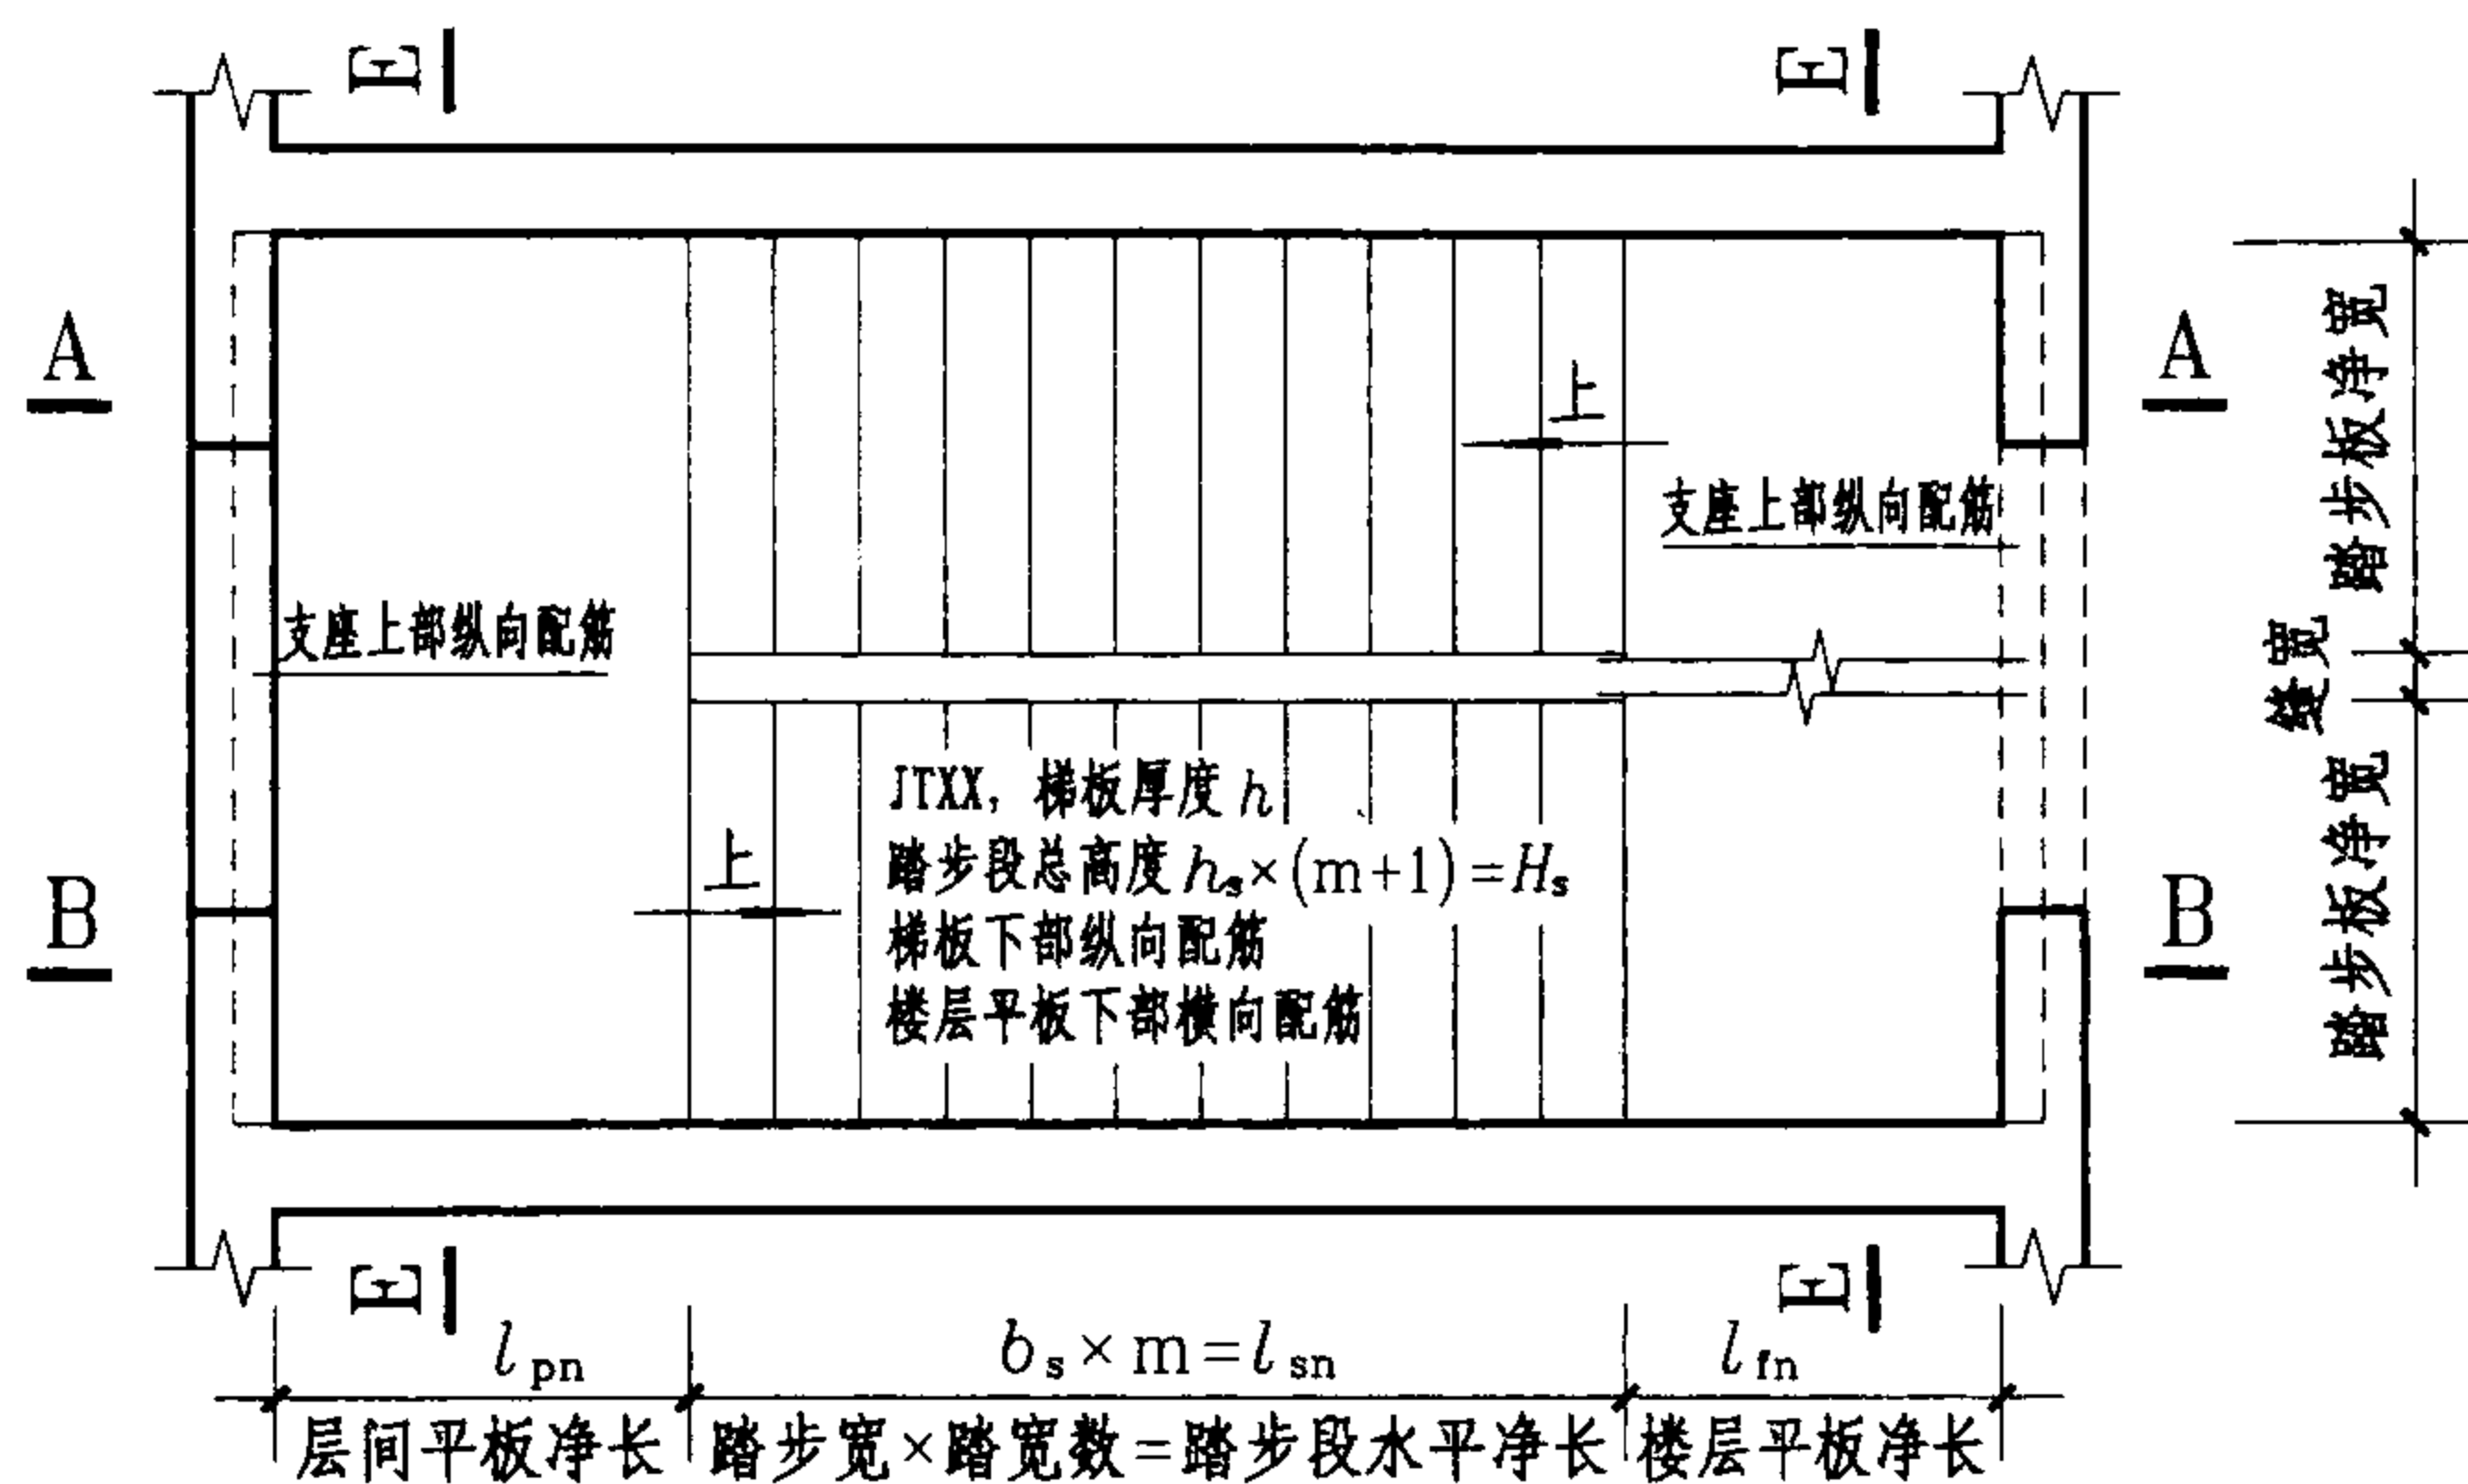 E E
A A
上
支座上部纵向配筋
踏步板净宽
支座上部纵向配筋
缝宽
JTXX, 梯板厚度 h
踏步段总高度 hs×(m+1)=Hs
梯板下部纵向配筋
楼层平板下部横向配筋
上
B B
踏步板净宽
E E
lpn bs×m=lsn lfn
层间平板净长 踏步宽×踏宽数=踏步段水平净长 楼层平板净长